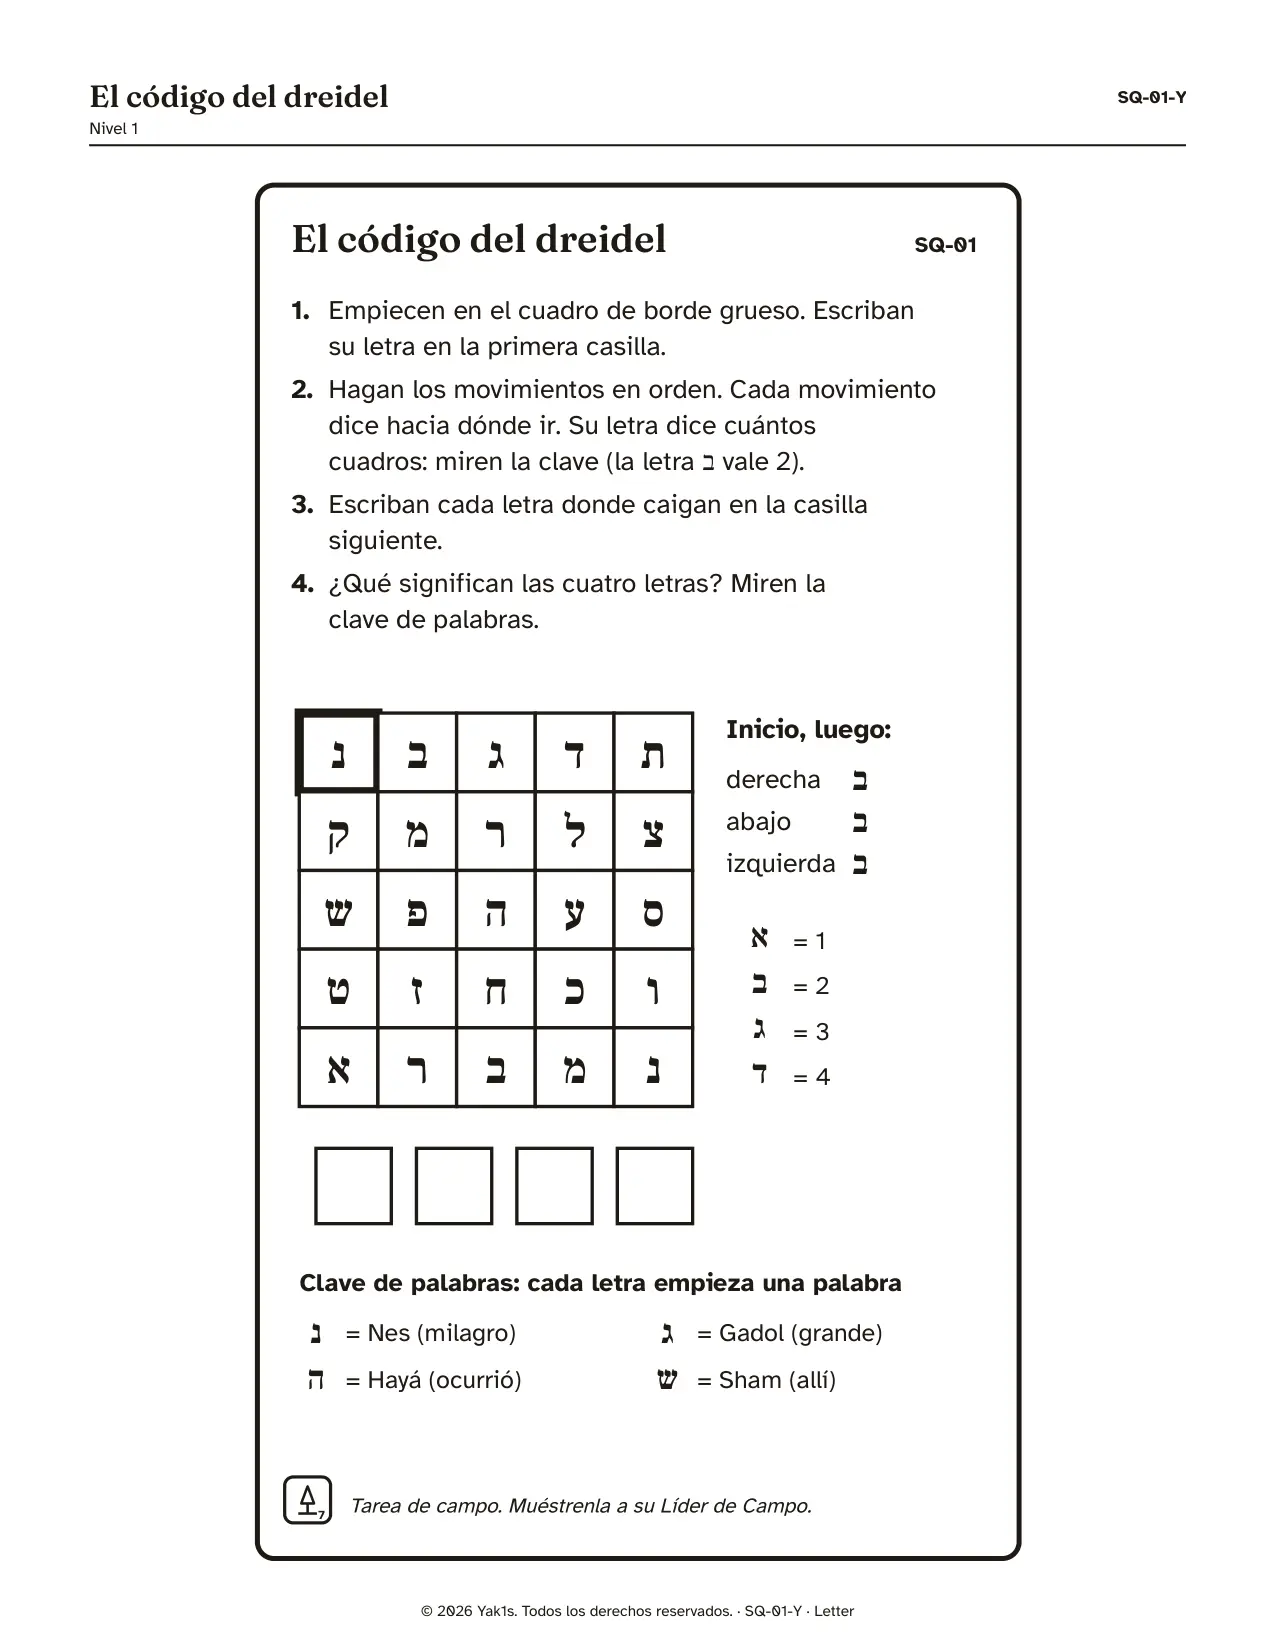 El código del dreidel
SQ-01-Y
Nivel 1
El código del dreidel
SQ-01
1. Empiecen en el cuadro de borde grueso. Escriban
su letra en la primera casilla.
2. Hagan los movimientos en orden. Cada movimiento
dice hacia dónde ir. Su letra dice cuántos
cuadros: miren la clave (la letra ב vale 2).
3. Escriban cada letra donde caigan en la casilla
siguiente.
4. ¿Qué significan las cuatro letras? Miren la
clave de palabras.
נ ב ג ד ת
ק מ ר ל צ
ש פ ה ע ס
ט ז ח כ ו
א ר ב מ נ
Inicio, luego:
derecha ב
abajo ב
izquierda ב
א = 1
ב = 2
ג = 3
ד = 4
Clave de palabras: cada letra empieza una palabra
נ = Nes (milagro)
ג = Gadol (grande)
ה = Hayá (ocurrió)
ש = Sham (allí)
7
Tarea de campo. Muéstrenla a su Líder de Campo.
© 2026 Yak1s. Todos los derechos reservados. · SQ-01-Y · Letter